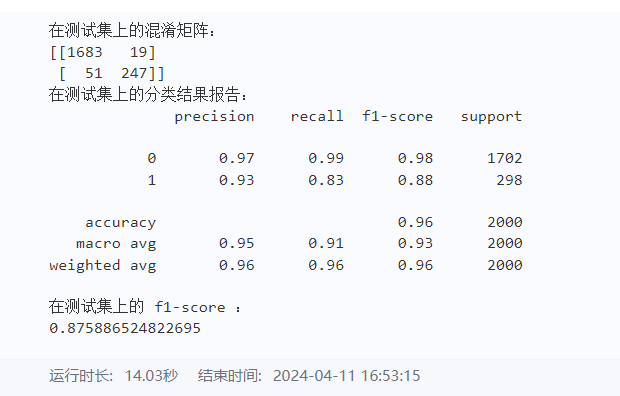 在测试集上的混淆矩阵：
[[1683   19]
 [  51  247]]
在测试集上的分类结果报告：
              precision    recall  f1-score   support

           0       0.97      0.99      0.98      1702
           1       0.93      0.83      0.88       298

    accuracy                           0.96      2000
   macro avg       0.95      0.91      0.93      2000
weighted avg       0.96      0.96      0.96      2000

在测试集上的 f1-score ：
0.875886524822695
运行时长: 14.03秒 结束时间: 2024-04-11 16:53:15